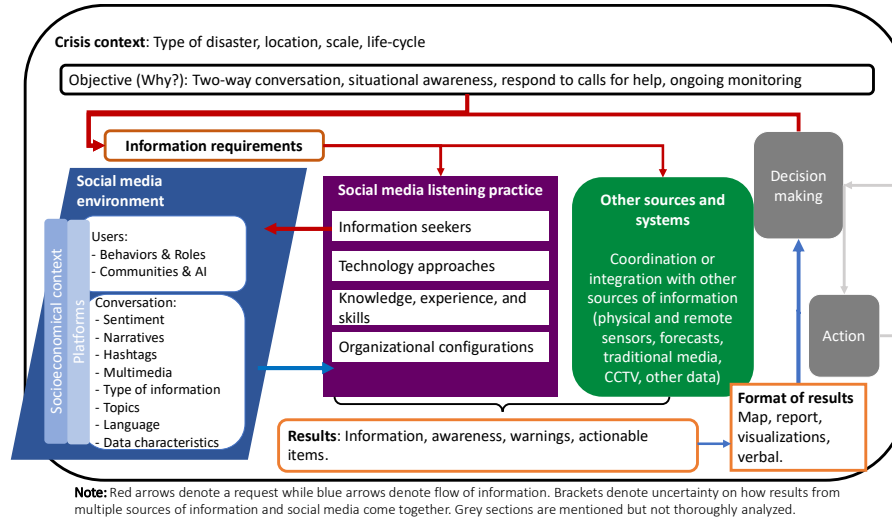 Crisis context: Type of disaster, location, scale, life-cycle
Objective (Why?): Two-way conversation, situational awareness, respond to calls for help, ongoing monitoring
Information requirements
Social media
environment
Socioeconomical context
Platforms
Users:
- Behaviors & Roles
- Communities & AI
Conversation:
- Sentiment
- Narratives
- Hashtags
- Multimedia
- Type of information
- Topics
- Language
- Data characteristics
Social media listening practice
Information seekers
Technology approaches
Knowledge, experience, and
skills
Organizational configurations
Other sources and
systems
Coordination or
integration with other
sources of information
(physical and remote
sensors, forecasts,
traditional media,
CCTV, other data)
Decision
making
Action
Results: Information, awareness, warnings, actionable
items.
Format of results
Map, report,
visualizations,
verbal.
Note: Red arrows denote a request while blue arrows denote flow of information. Brackets denote uncertainty on how results from
multiple sources of information and social media come together. Grey sections are mentioned but not thoroughly analyzed.